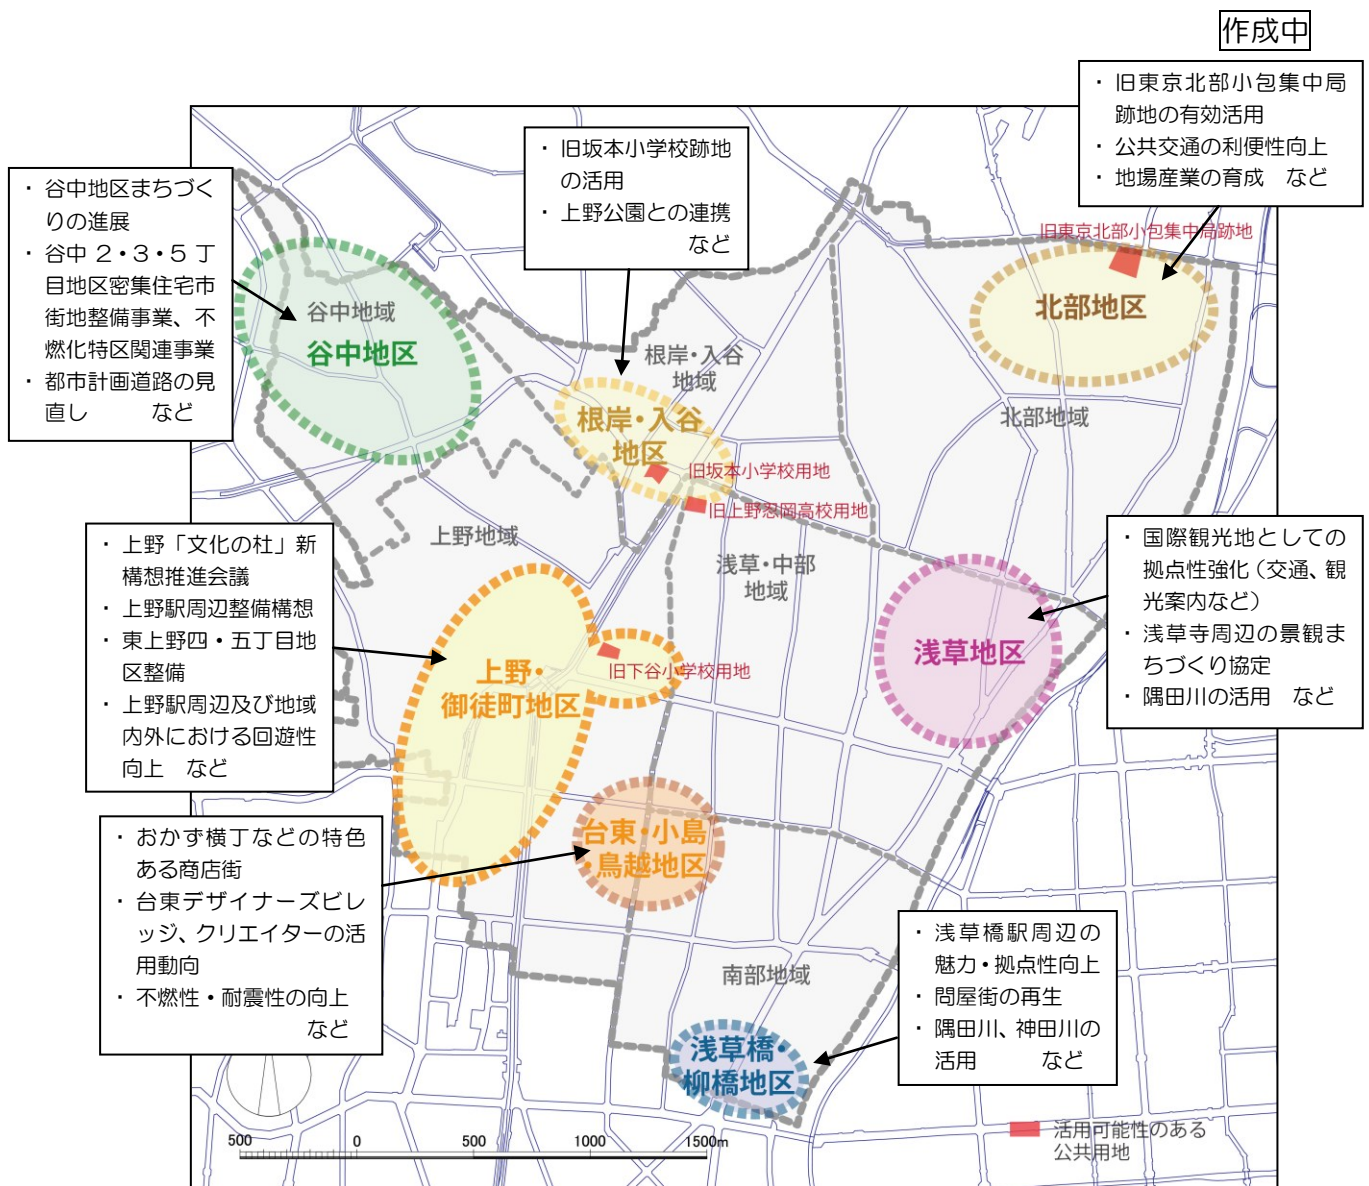 作成中
・ 旧東京北部小包集中局
跡地の有効活用
・ 公共交通の利便性向上
・ 地場産業の育成　など
・ 旧坂本小学校跡地
の活用
・ 上野公園との連携
など
・ 谷中地区まちづく
りの進展
・ 谷中 2・3・5 丁
目地区密集住宅市
街地整備事業、不
燃化特区関連事業
・ 都市計画道路の見
直し　　　など
旧東京北部小包集中局跡地
北部地区
北部地域
谷中地域
谷中地区
根岸・入谷
地域
根岸・入谷
地区
旧坂本小学校用地
旧上野忍岡高校用地
上野地域
浅草・中部
地域
・ 上野「文化の杜」新
構想推進会議
・ 上野駅周辺整備構想
・ 東上野四・五丁目地
区整備
・ 上野駅周辺及び地域
内外における回遊性
向上　など
・ 国際観光地としての
拠点性強化（交通、観
光案内など）
・ 浅草寺周辺の景観ま
ちづくり協定
・ 隅田川の活用　など
浅草地区
上野・
御徒町地区
旧下谷小学校用地
・ おかず横丁などの特色
ある商店街
・ 台東デザイナーズビレ
ッジ、クリエイターの活
用動向
・ 不燃性・耐震性の向上
など
台東・小島
・鳥越地区
・ 浅草橋駅周辺の
魅力・拠点性向上
・ 問屋街の再生
・ 隅田川、神田川の
活用　　　など
南部地域
浅草橋・
柳橋地区
500 0 500 1000 1500m
活用可能性のある
公共用地